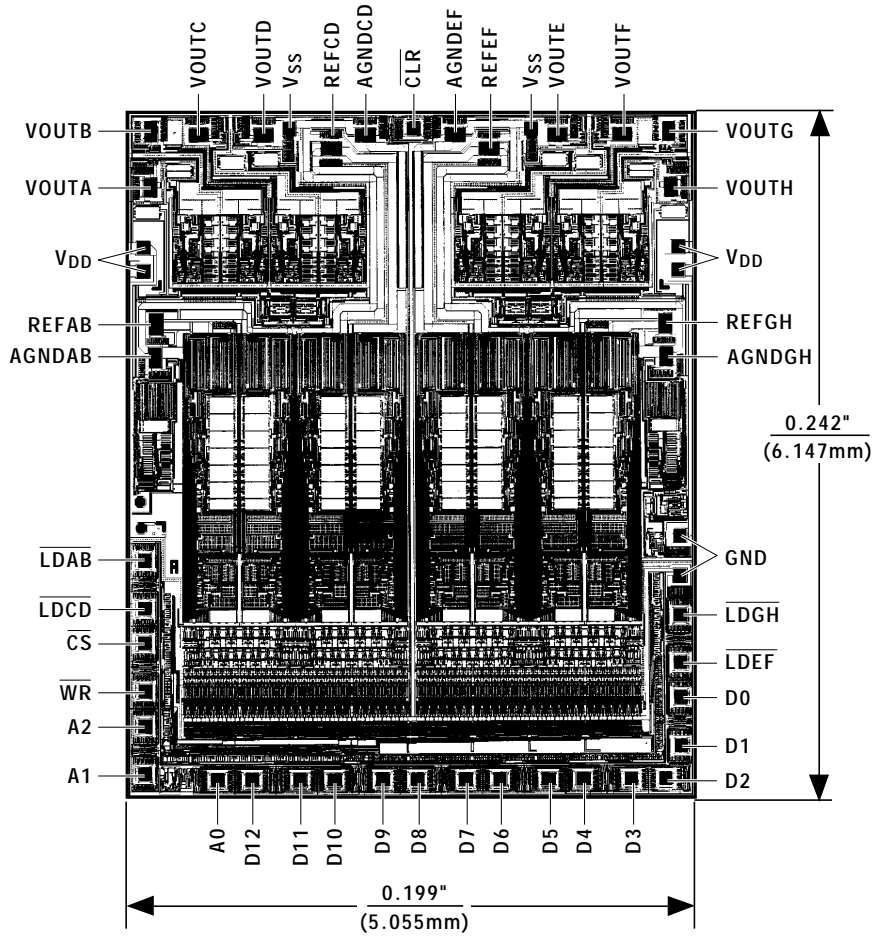 VOUTC
VOUTD
VSS
REFCD
AGNDCD
CLR
AGNDEF
REFEF
VSS
VOUTE
VOUTF
VOUTB
VOUTG
VOUTA
VOUTH
VDD
VDD
REFAB
REFGH
AGNDAB
AGNDGH
0.242"
(6.147mm)
GND
LDAB
LDCD
LDGH
CS
LDEF
WR
D0
A2
D1
A1
D2
A0
D12
D11
D10
D9
D8
D7
D6
D5
D4
D3
0.199"
(5.055mm)